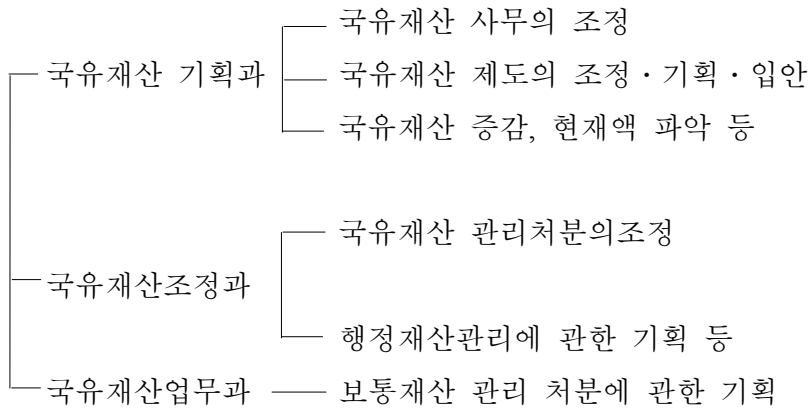 국유재산 사무의 조정
국유재산 기획과
국유재산 제도의 조정・기획・입안
국유재산 증감, 현재액 파악 등
국유재산 관리처분의조정
국유재산조정과
행정재산관리에 관한 기획 등
국유재산업무과
보통재산 관리 처분에 관한 기획